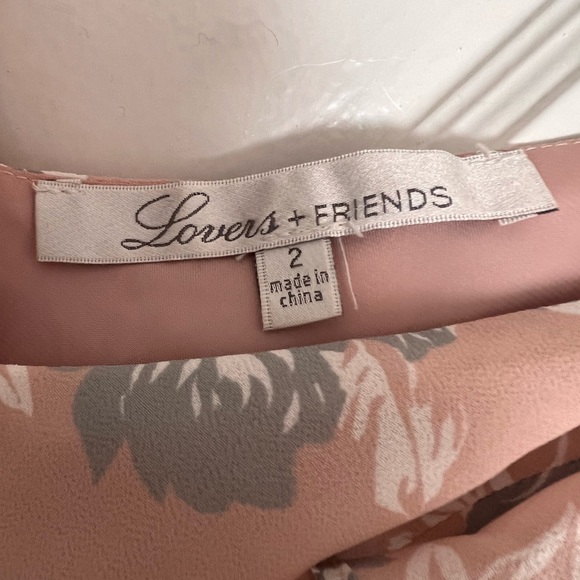 Lovers + FRIENDS
2
made in
china